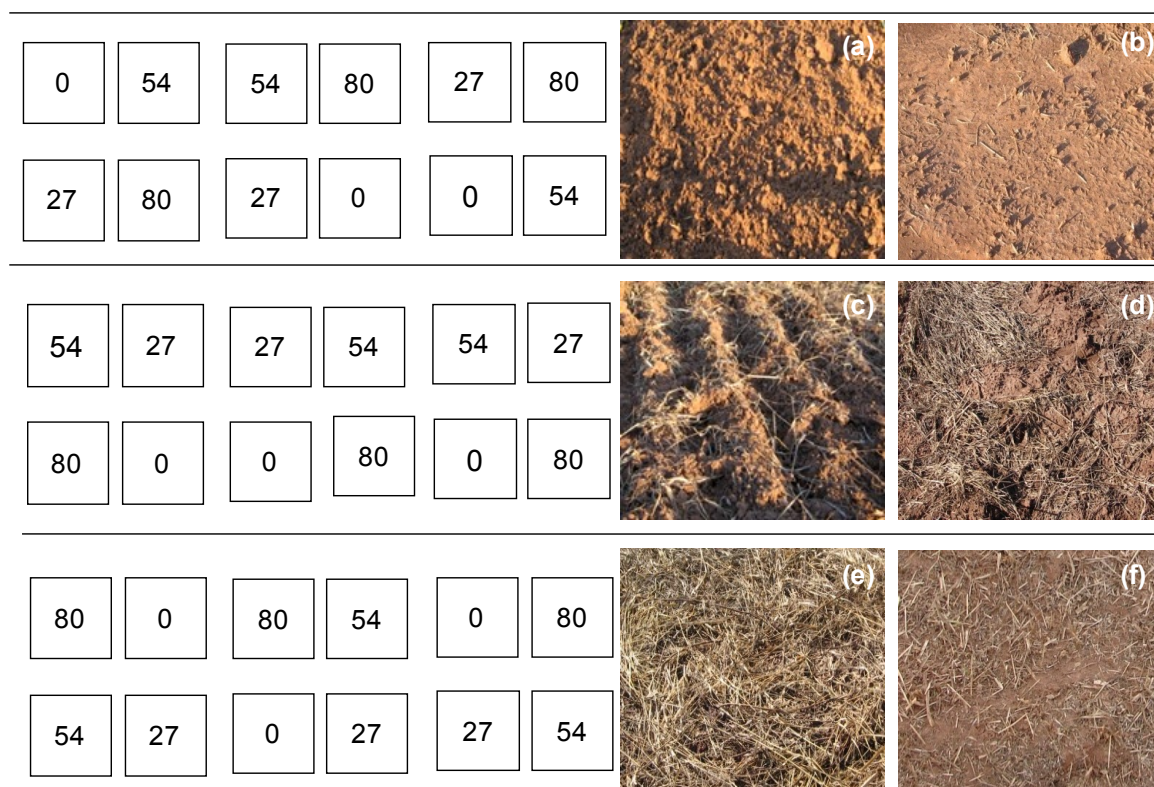 0 54 54 80 27 80 (a) (b)
27 80 27 0 0 54
54 27 27 54 54 27 (c) (d)
80 0 0 80 0 80
80 0 80 54 0 80 (e) (f)
54 27 0 27 27 54